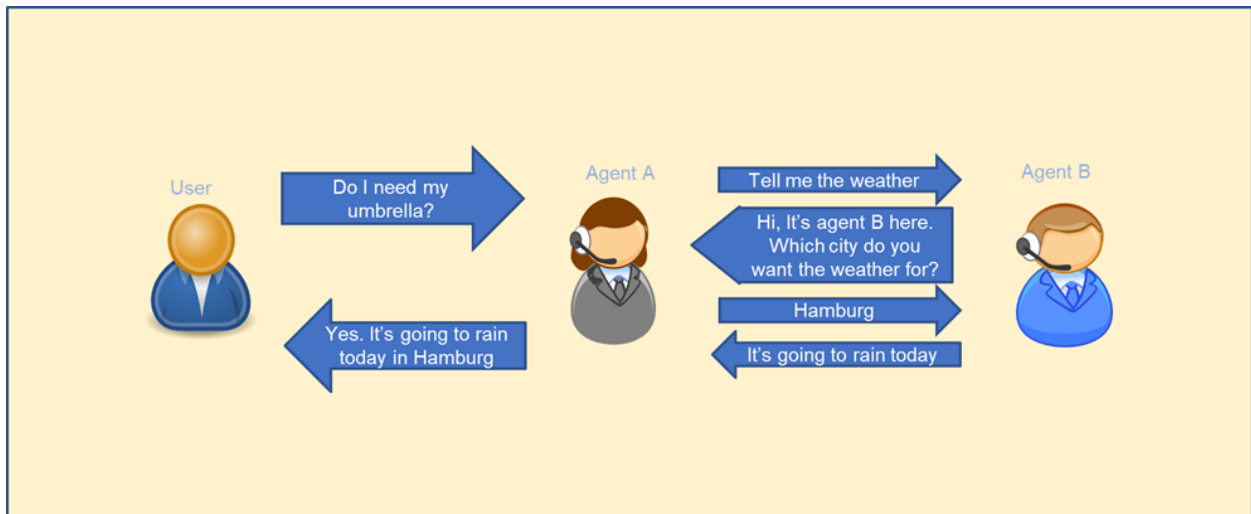 User
Do I need my
umbrella?
Agent A
Tell me the weather
Agent B
Hi, It's agent B here.
Which city do you
want the weather for?
Hamburg
It's going to rain today
Yes. It's going to rain
today in Hamburg